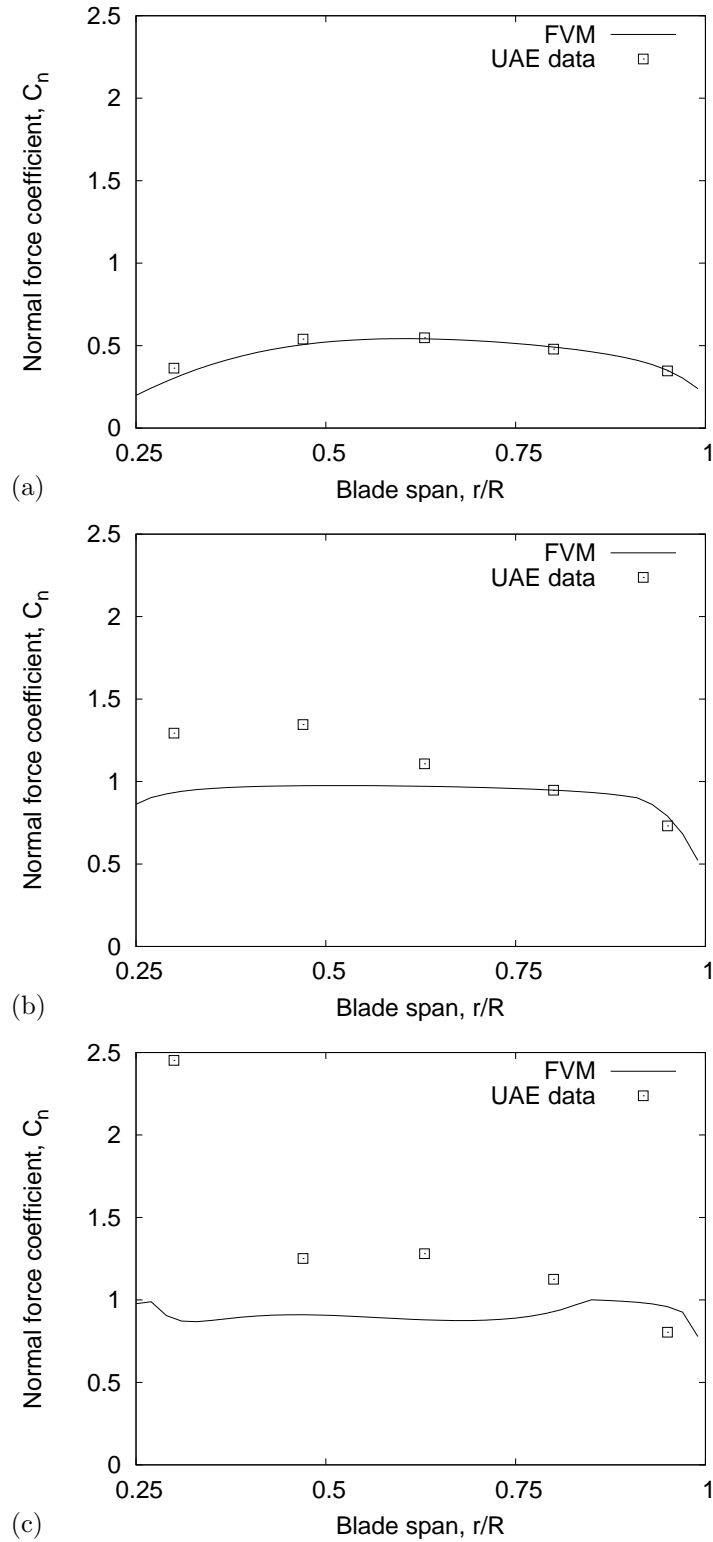 2.5
FVM
UAE data
2
1.5
1
0.5
0
Normal force coefficient, Cn
0.25
0.5
0.75
1
Blade span, r/R
(a)
2.5
FVM
UAE data
2
1.5
1
0.5
0
Normal force coefficient, Cn
0.25
0.5
0.75
1
Blade span, r/R
(b)
2.5
FVM
UAE data
2
1.5
1
0.5
0
Normal force coefficient, Cn
0.25
0.5
0.75
1
Blade span, r/R
(c)